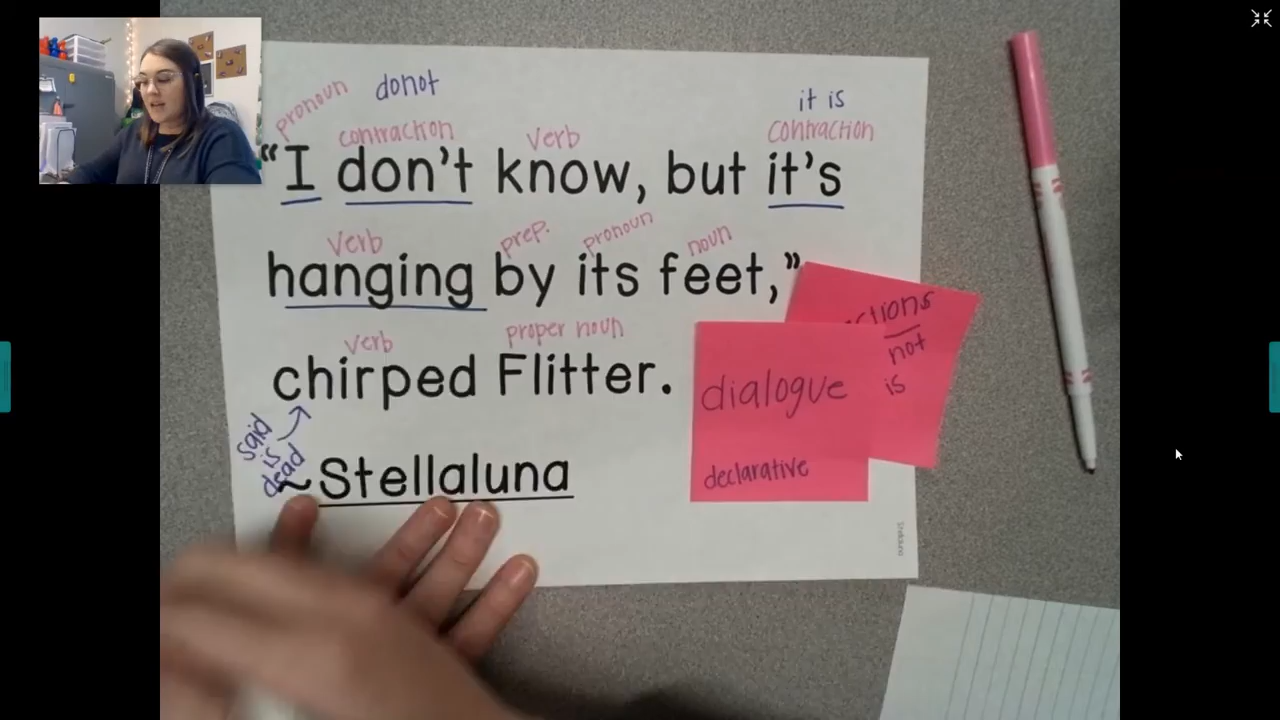 pronoun donot it is
contraction verb contraction
“I don’t know, but it’s
verb prep. pronoun noun
hanging by its feet,”
verb proper noun
chirped Flitter.
said
is
dead
~Stellaluna
not
is
dialogue
declarative
Stellaluna